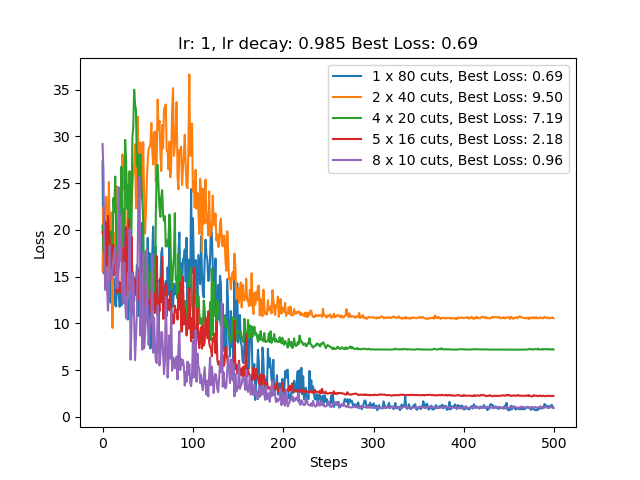 lr: 1, lr decay: 0.985 Best Loss: 0.69
1 x 80 cuts, Best Loss: 0.69
2 x 40 cuts, Best Loss: 9.50
4 x 20 cuts, Best Loss: 7.19
5 x 16 cuts, Best Loss: 2.18
8 x 10 cuts, Best Loss: 0.96
Loss
35
30
25
20
15
10
5
0
0 100 200 300 400 500
Steps